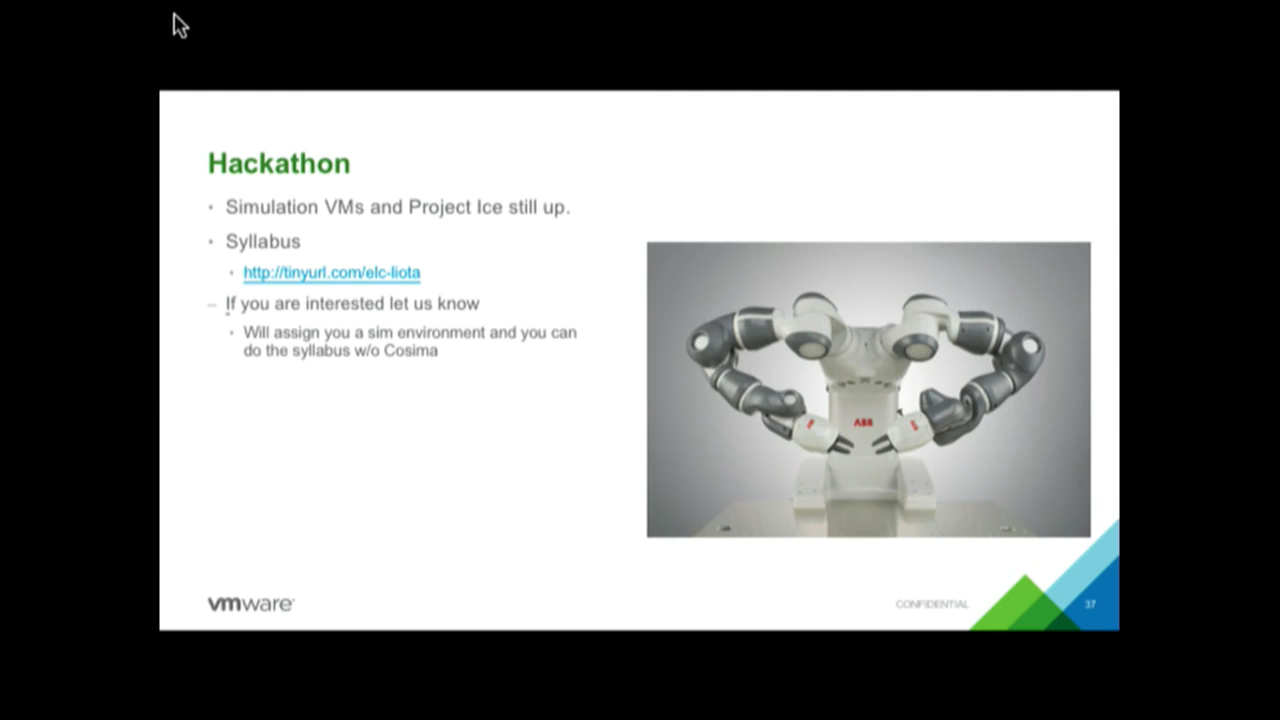 Hackathon
Simulation VMs and Project Ice still up.
Syllabus
http://tinyurl.com/elc-liota
If you are interested let us know
Will assign you a sim environment and you can
do the syllabus w/o Cosima
ABB
vmware
CONFIDENTIAL
37